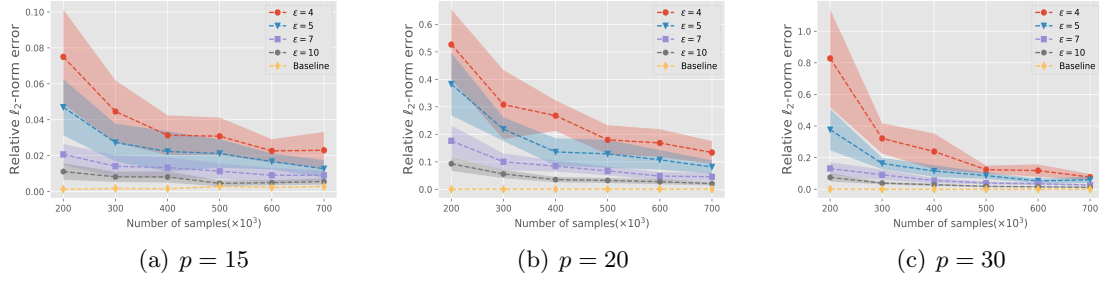 Relative ℓ₂-norm error
0.10
0.08
0.06
0.04
0.02
0.00
ε = 4
ε = 5
ε = 7
ε = 10
Baseline
200 300 400 500 600 700
Number of samples(×10³)
(a) p = 15
Relative ℓ₂-norm error
0.6
0.5
0.4
0.3
0.2
0.1
0.0
ε = 4
ε = 5
ε = 7
ε = 10
Baseline
200 300 400 500 600 700
Number of samples(×10³)
(b) p = 20
Relative ℓ₂-norm error
1.0
0.8
0.6
0.4
0.2
0.0
ε = 4
ε = 5
ε = 7
ε = 10
Baseline
200 300 400 500 600 700
Number of samples(×10³)
(c) p = 30